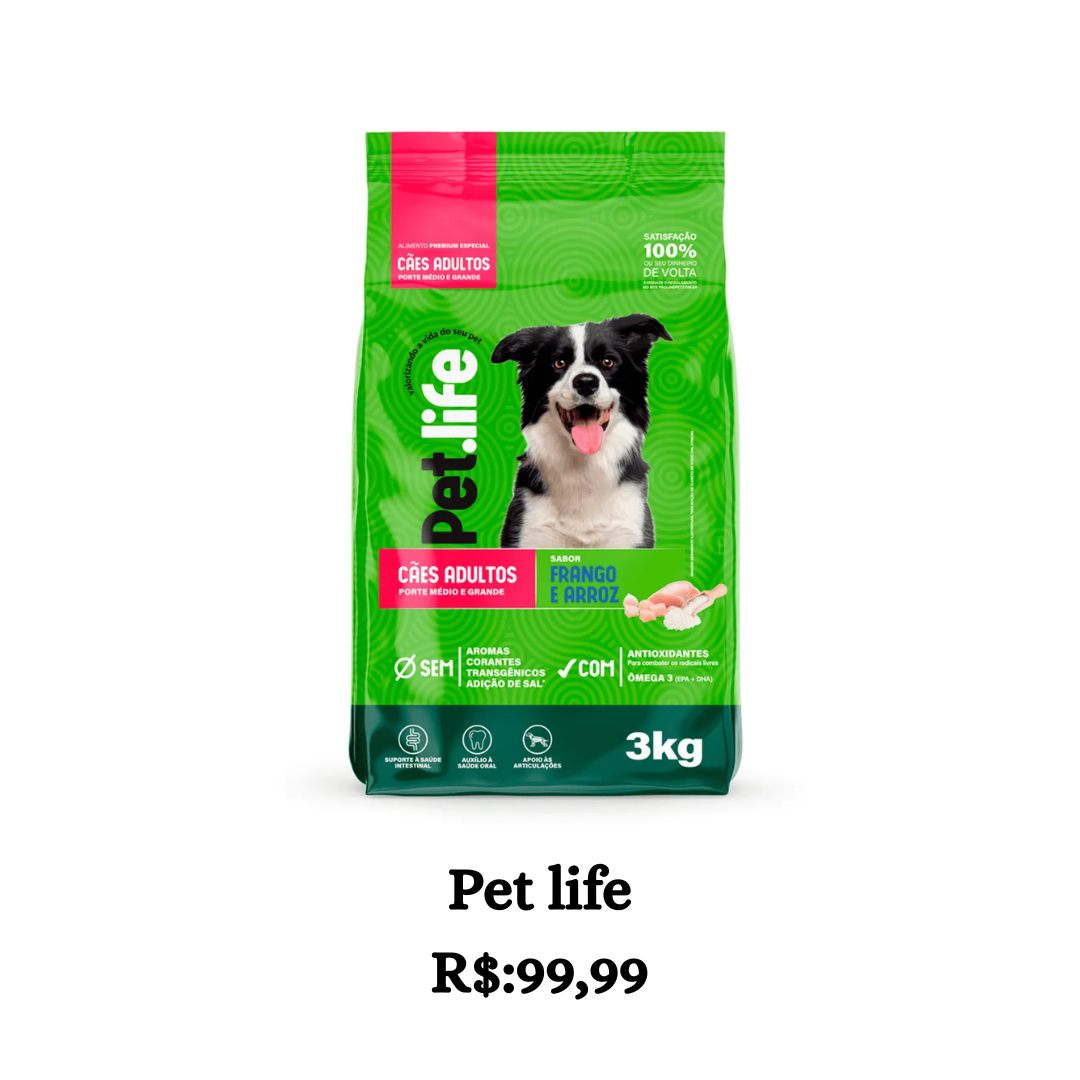 ALIMENTO PREMIUM ESPECIAL
CÃES ADULTOS
PORTE MÉDIO E GRANDE
SATISFAÇÃO
100%
OU SEU DINHEIRO
DE VOLTA
valorizando a vida do seu pet
Pet.life
CÃES ADULTOS
PORTE MÉDIO E GRANDE
SABOR
FRANGO
E ARROZ
SEM
AROMAS
CORANTES
TRANSGÊNICOS
ADIÇÃO DE SAL*
COM
ANTIOXIDANTES
Para combater os radicais livres
ÔMEGA 3 (EPA + DHA)
SUPORTE À SAÚDE
INTESTINAL
AUXÍLIO À
SAÚDE ORAL
APOIO ÀS
ARTICULAÇÕES
3kg
Pet life
R$:99,99